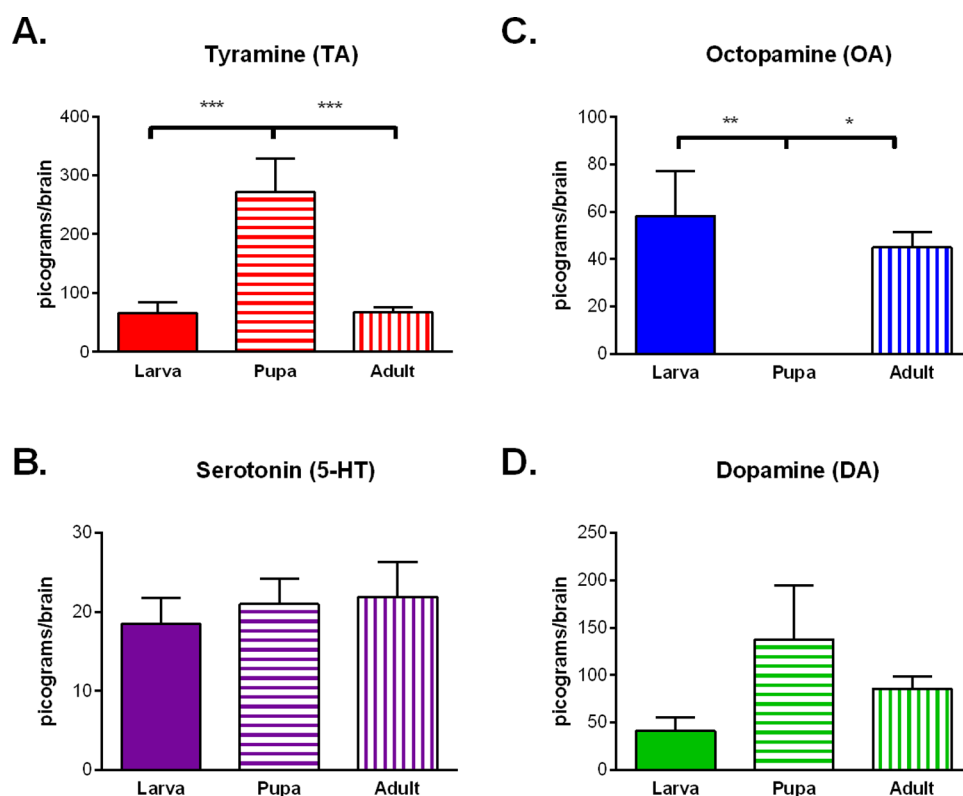 A.
Tyramine (TA)
*** ***
400
300
200
100
0
picograms/brain
Larva Pupa Adult
C.
Octopamine (OA)
** *
100
80
60
40
20
0
picograms/brain
Larva Pupa Adult
B.
Serotonin (5-HT)
30
20
10
0
picograms/brain
Larva Pupa Adult
D.
Dopamine (DA)
250
200
150
100
50
0
picograms/brain
Larva Pupa Adult